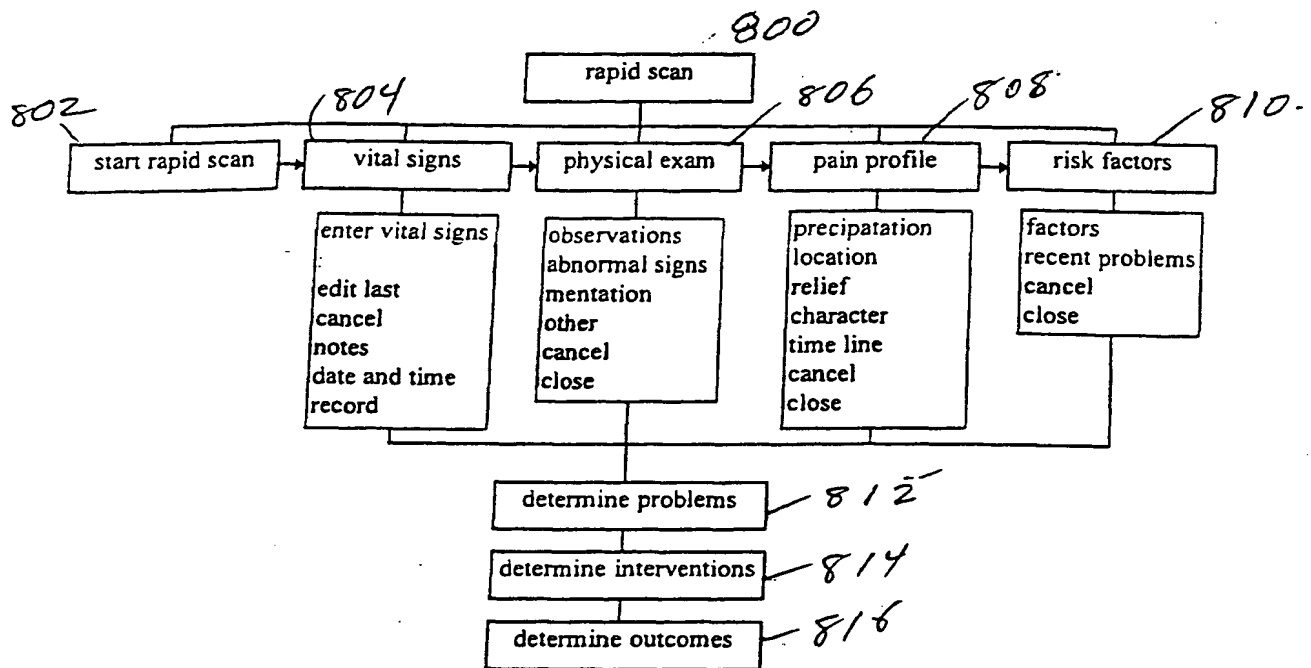 800
rapid scan
802
804
806
808
810.
start rapid scan
vital signs
physical exam
pain profile
risk factors
enter vital signs
edit last
cancel
notes
date and time
record
observations
abnormal signs
mentation
other
cancel
close
precipatation
location
relief
character
time line
cancel
close
factors
recent problems
cancel
close
determine problems
812
determine interventions
814
determine outcomes
816